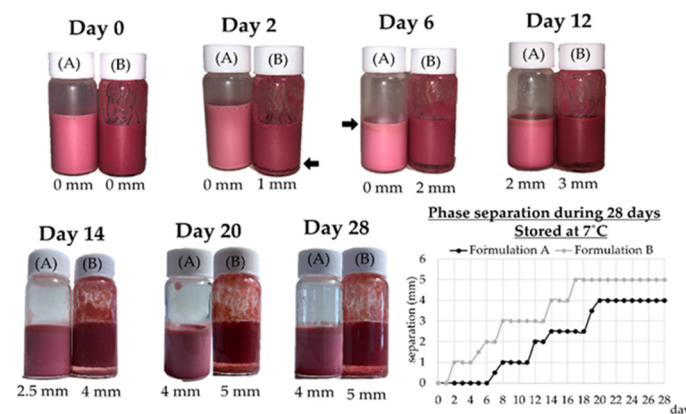 Day 0
(A) (B)
0 mm 0 mm
Day 2
(A) (B)
0 mm 1 mm
Day 6
(A) (B)
0 mm 2 mm
Day 12
(A) (B)
2 mm 3 mm
Day 14
(A) (B)
2.5 mm 4 mm
Day 20
(A) (B)
4 mm 5 mm
Day 28
(A) (B)
4 mm 5 mm
Phase separation during 28 days
Stored at 7˚C
Formulation A Formulation B
separation (mm)
6
5
4
3
2
1
0
0 2 4 6 8 10 12 14 16 18 20 22 24 26 28
day